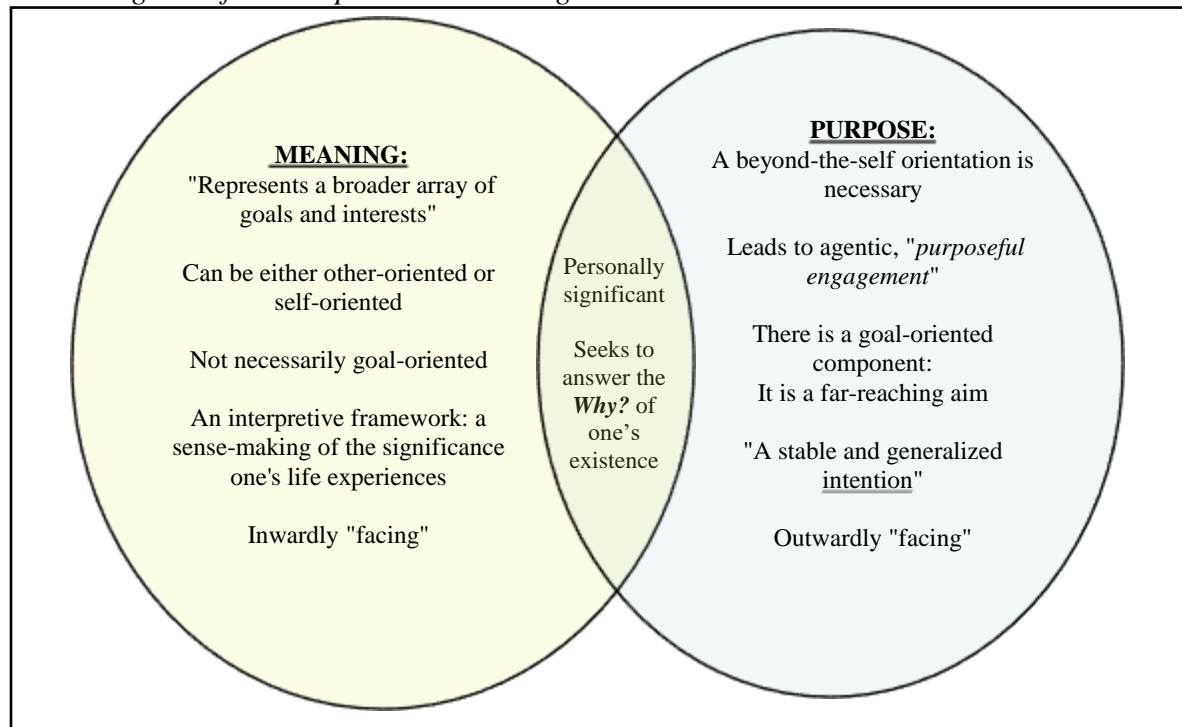 MEANING:
"Represents a broader array of
goals and interests"
Can be either other-oriented or
self-oriented
Not necessarily goal-oriented
An interpretive framework: a
sense-making of the significance
one's life experiences
Inwardly "facing"
Personally
significant
Seeks to
answer the
Why? of
one's
existence
PURPOSE:
A beyond-the-self orientation is
necessary
Leads to agentic, "purposeful
engagement"
There is a goal-oriented
component:
It is a far-reaching aim
"A stable and generalized
intention"
Outwardly "facing"